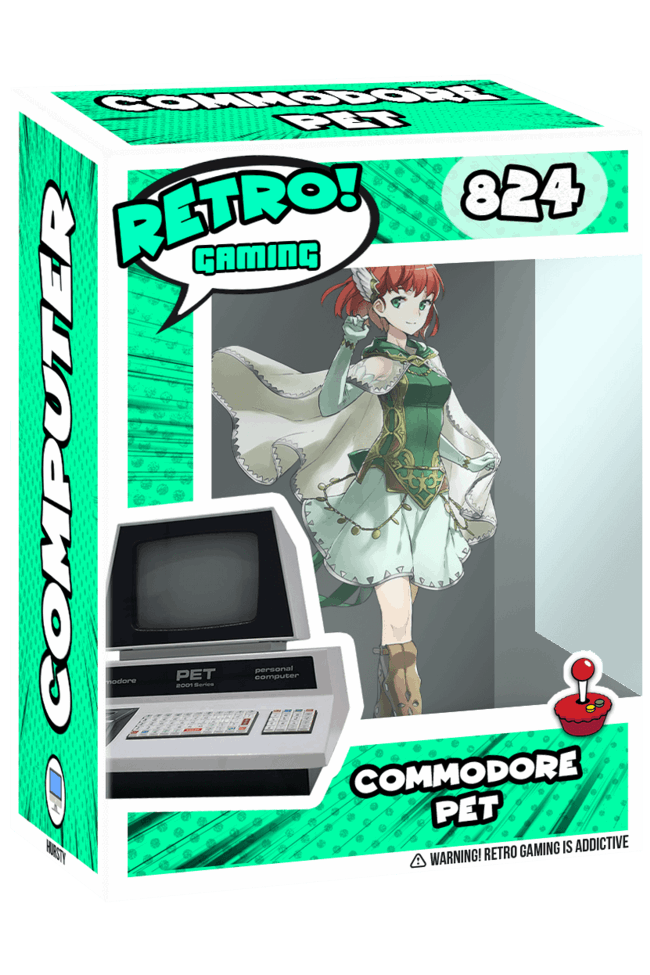 COMMODORE
PET
RETRO!
GAMING
824
COMPUTER
PET
2001 Series
personal
computer
modore
COMMODORE
PET
WARNING! RETRO GAMING IS ADDICTIVE
HURSTY